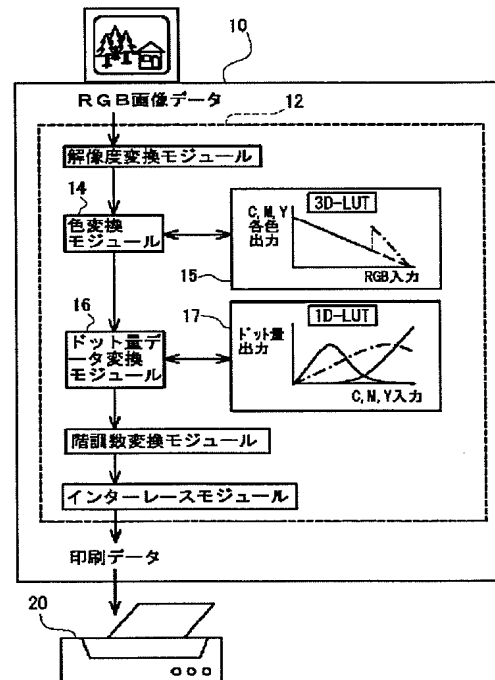 10
RGB画像データ
12
解像度変換モジュール
14
色変換
モジュール
C, M, Y
各色
出力
3D-LUT
15
RGB入力
16
ドット量デ
ータ変換
モジュール
17
ドット量
出力
1D-LUT
C, M, Y入力
階調数変換モジュール
インターレースモジュール
印刷データ
20